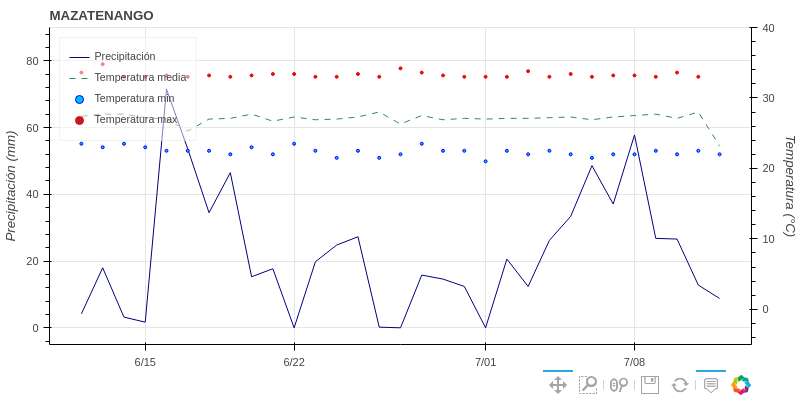 MAZATENANGO
Precipitación
Temperatura media
Temperatura min
Temperatura max
Precipitación (mm)
80
60
40
20
0
Temperatura (°C)
40
30
20
10
0
6/15
6/22
7/01
7/08